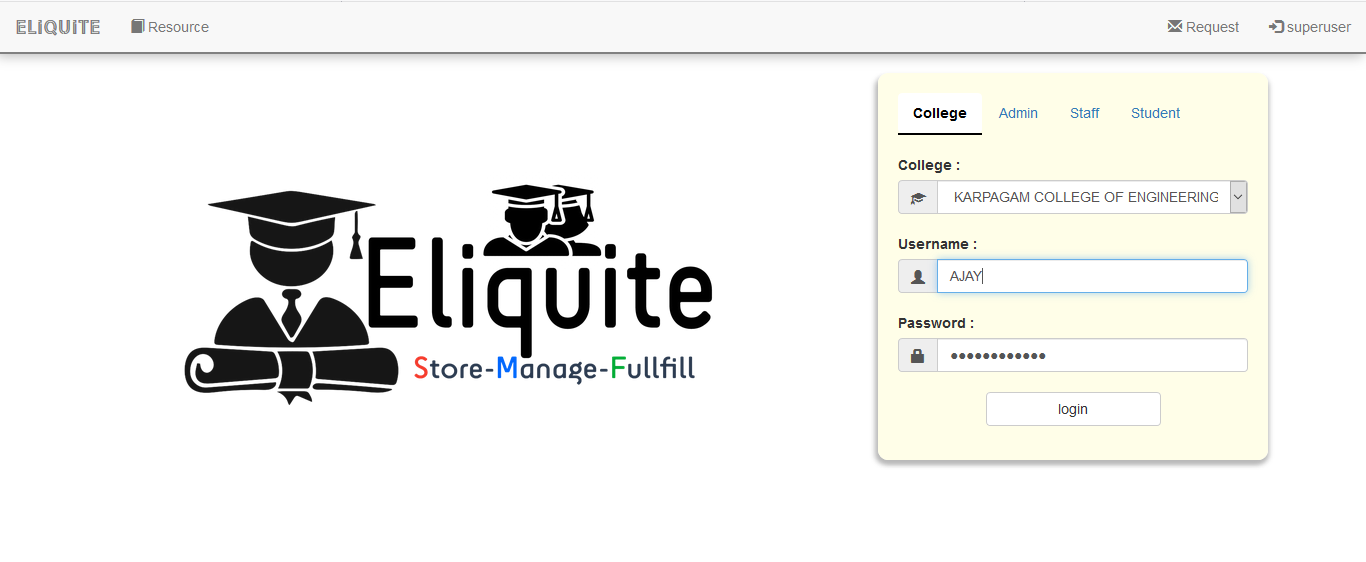 ELIQUITE Resource Request superuser
College Admin Staff Student
College :
KARPAGAM COLLEGE OF ENGINEERING
Username :
AJAY
Password :
••••••••••••
login
Eliquite
Store-Manage-Fullfill